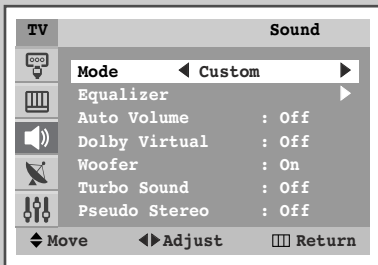 TV Sound
Mode Custom
Equalizer
Auto Volume : Off
Dolby Virtual : Off
Woofer : On
Turbo Sound : Off
Pseudo Stereo : Off
Move Adjust Return